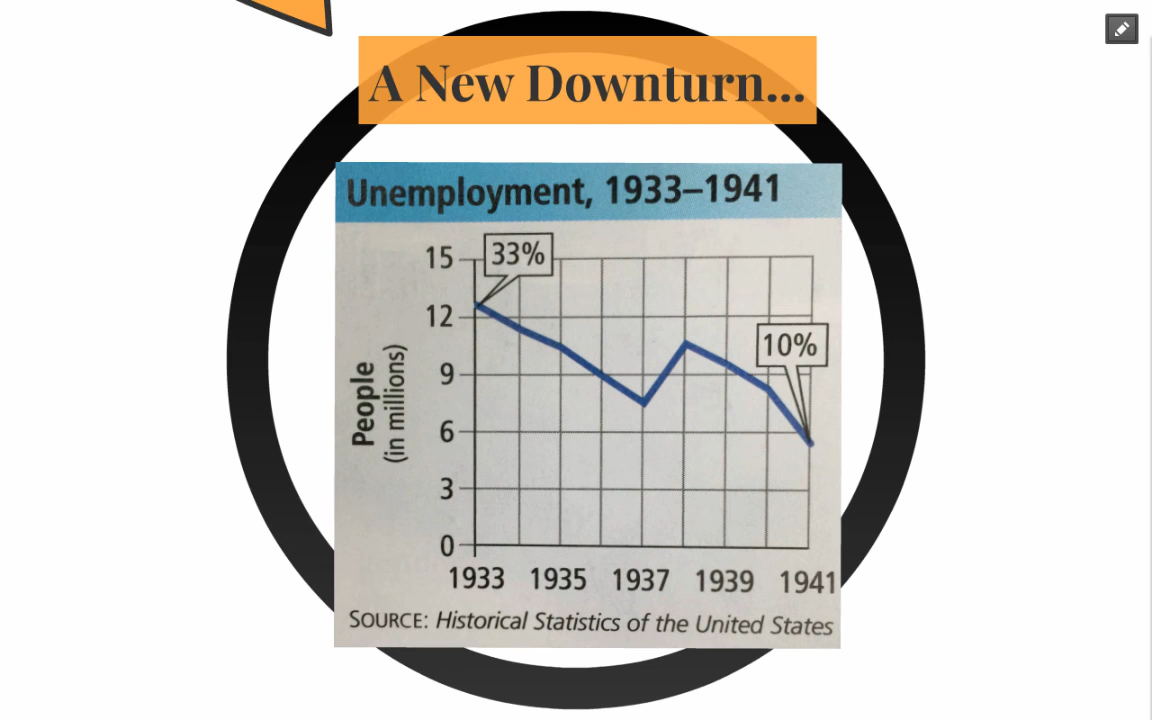 A New Downturn...
Unemployment, 1933–1941
33%
15
12
10%
9
6
3
0
People
(in millions)
1933 1935 1937 1939 1941
SOURCE: Historical Statistics of the United States